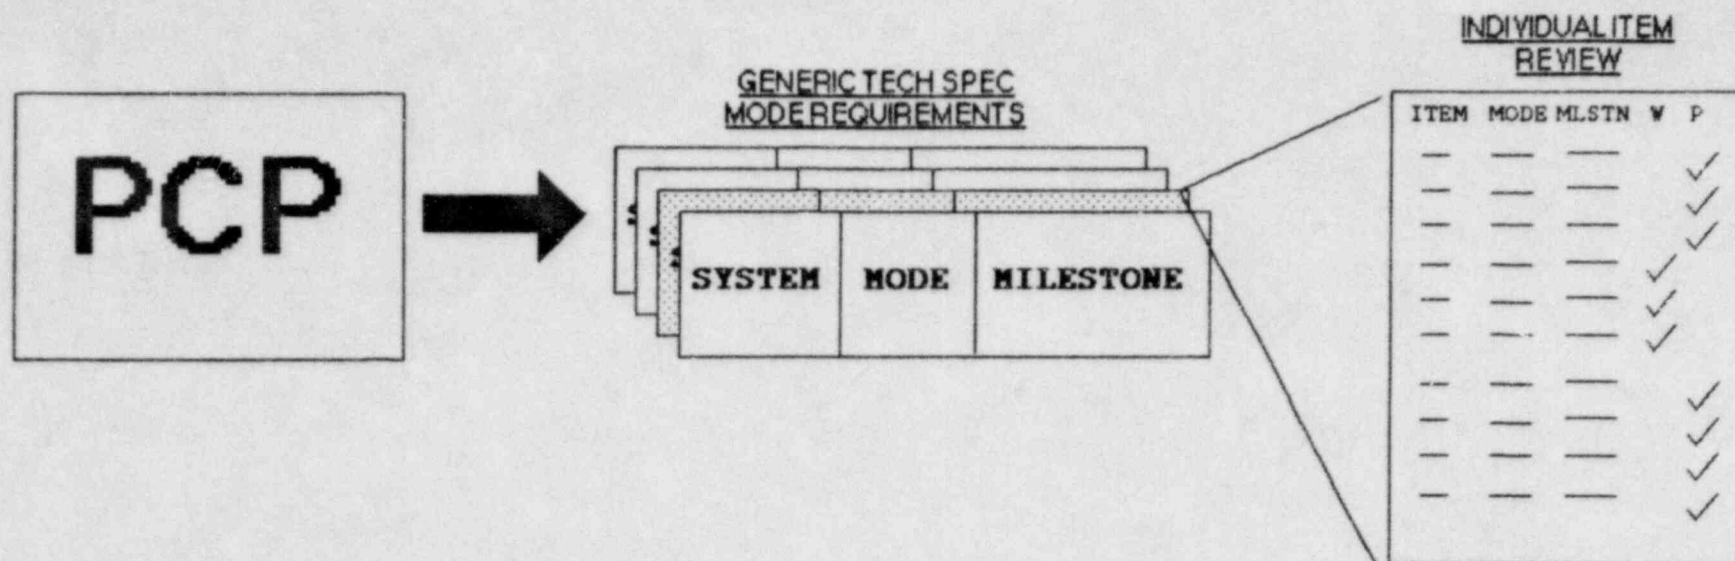 PCP
GENERIC TECH SPEC
MODE REQUIREMENTS
SYSTEM MODE MILESTONE
INDIVIDUAL ITEM
REVIEW
ITEM MODE MLSTN W P